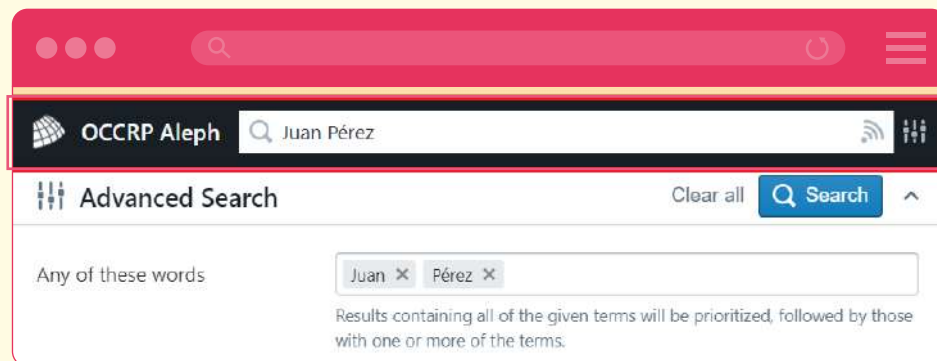 OCCRP Aleph Juan Pérez
Advanced Search Clear all Search
Any of these words Juan Pérez
Results containing all of the given terms will be prioritized, followed by those
with one or more of the terms.